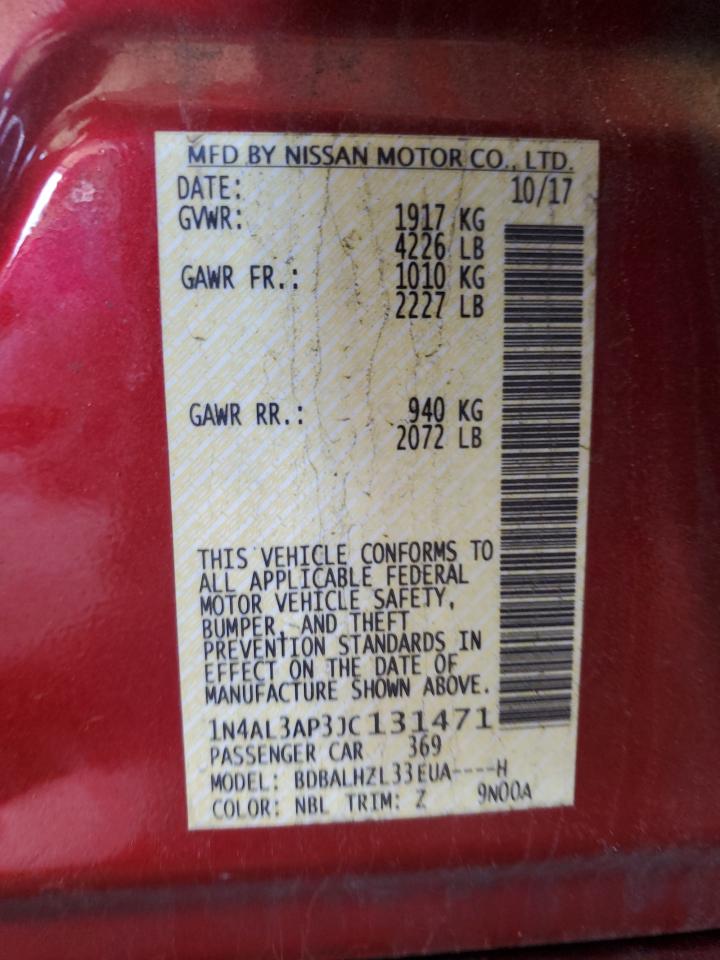 MFD BY NISSAN MOTOR CO., LTD.
DATE: 10/17
GVWR: 1917 KG
4226 LB
GAWR FR.: 1010 KG
2227 LB
GAWR RR.: 940 KG
2072 LB
THIS VEHICLE CONFORMS TO
ALL APPLICABLE FEDERAL
MOTOR VEHICLE SAFETY,
BUMPER, AND THEFT
PREVENTION STANDARDS IN
EFFECT ON THE DATE OF
MANUFACTURE SHOWN ABOVE.
1N4AL3AP3JC131471
PASSENGER CAR 369
MODEL: BDBALHZL33EUA----H
COLOR: NBL TRIM: Z 9N00A